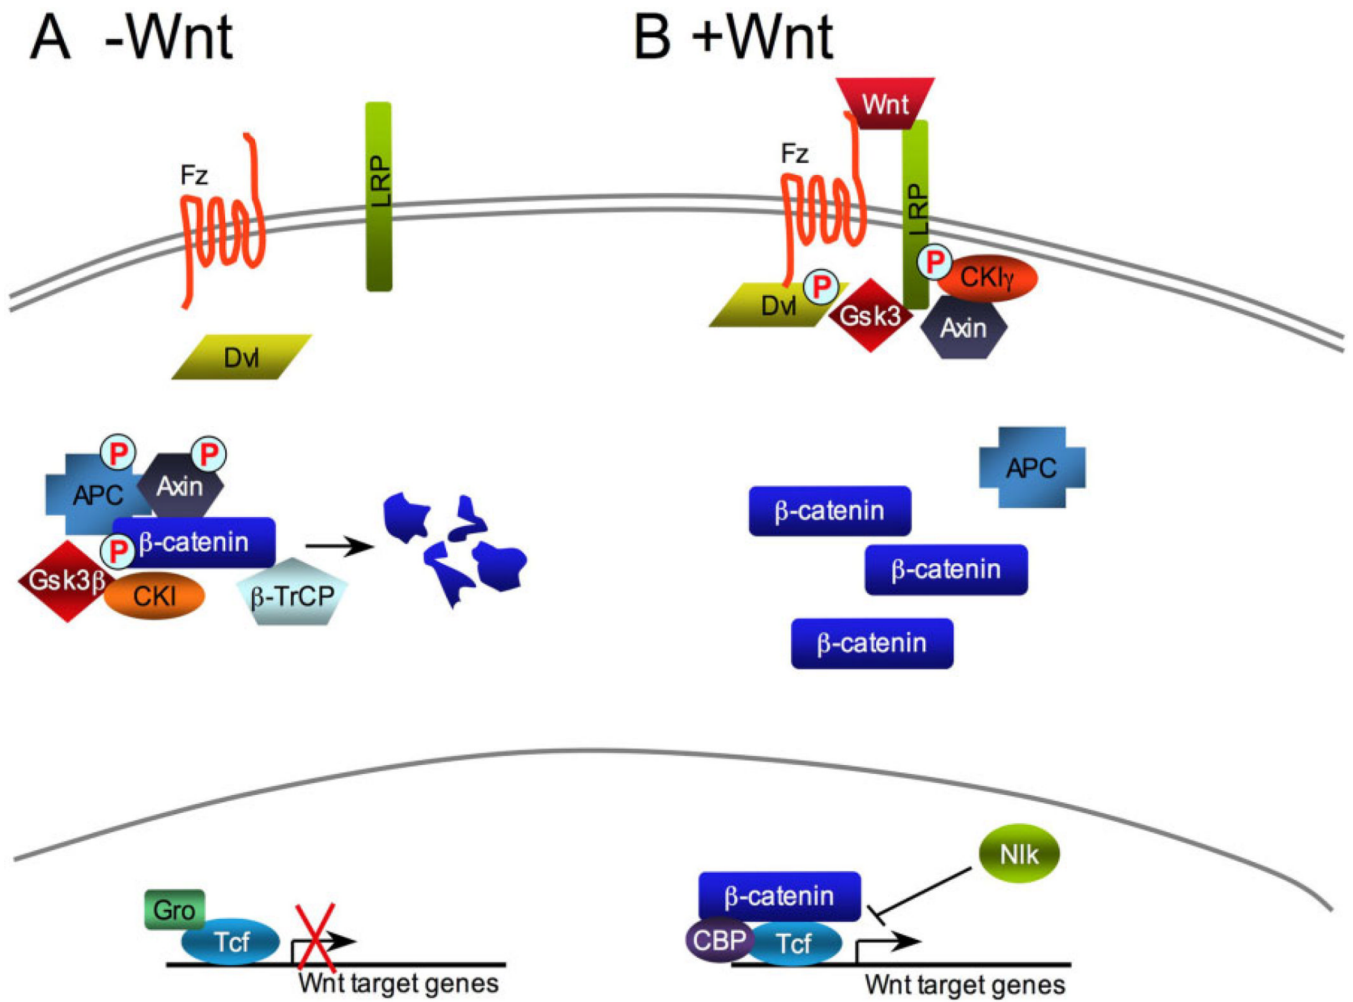 A -Wnt
B +Wnt
Fz
LRP
Dvl
P
P
APC
Axin
P
β-catenin
Gsk3β
CKI
β-TrCP
Gro
Tcf
Wnt target genes
Wnt
Fz
LRP
P
P
CKIγ
Dvl
Gsk3
Axin
APC
β-catenin
β-catenin
β-catenin
Nlk
β-catenin
CBP
Tcf
Wnt target genes